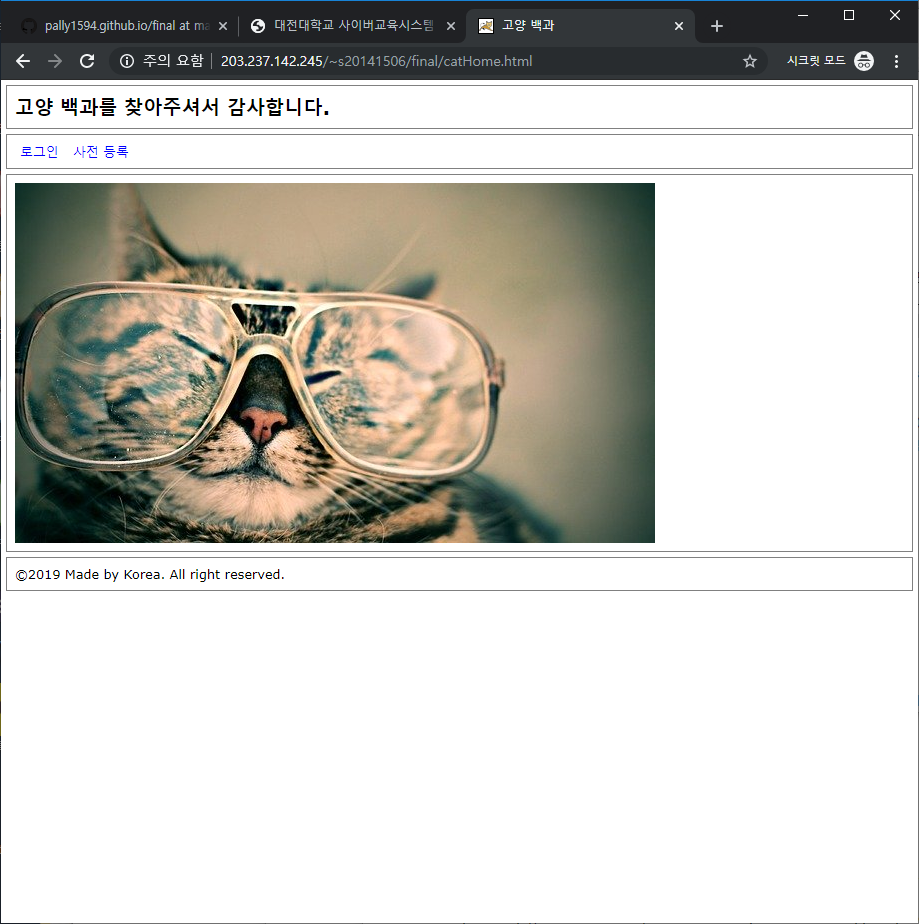 pally1594.github.io/final at ma
대전대학교 사이버교육시스템
고양 백과
주의 요함 203.237.142.245/~s20141506/final/catHome.html
시크릿 모드
고양 백과를 찾아주셔서 감사합니다.
로그인 사전 등록
©2019 Made by Korea. All right reserved.